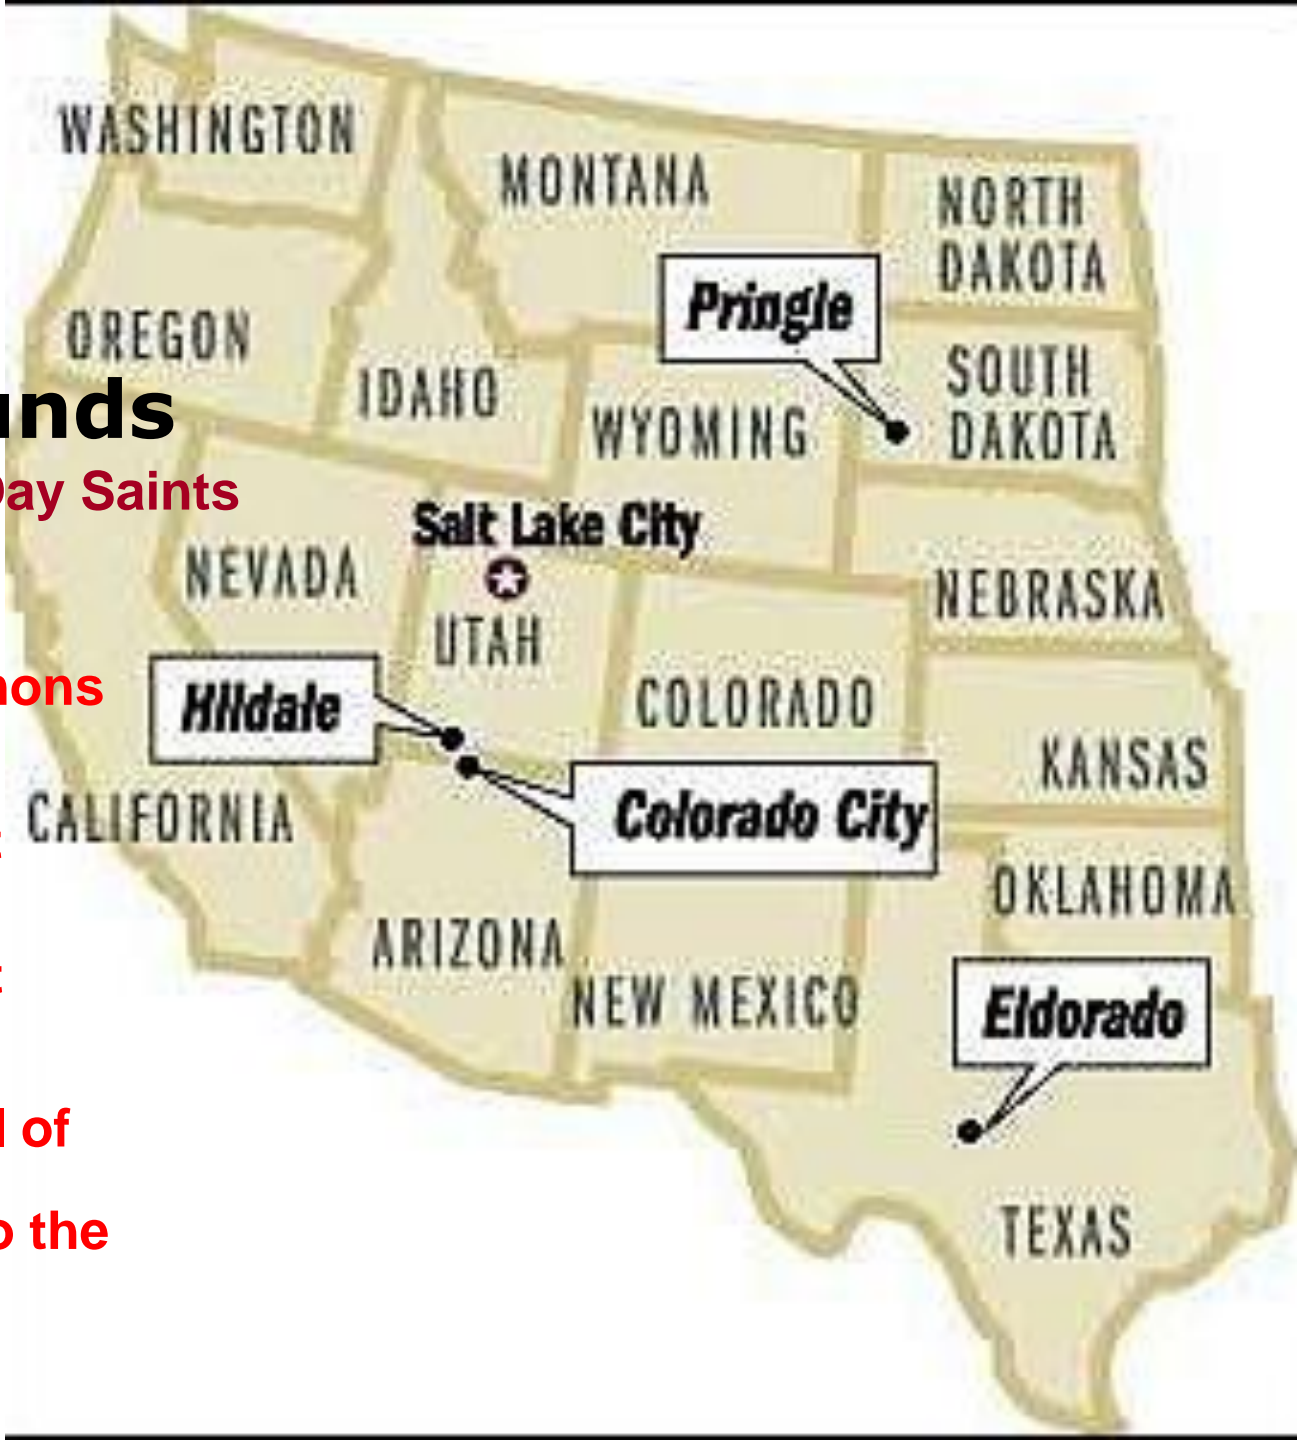 WASHINGTON
MONTANA
NORTH
DAKOTA
Pringle
OREGON
IDAHO
SOUTH
DAKOTA
WYOMING
unds
Day Saints
Salt Lake City
NEVADA
NEBRASKA
UTAH
mons
Hildale
COLORADO
KANSAS
CALIFORNIA
Colorado City
t
OKLAHOMA
ARIZONA
t
NEW MEXICO
Eldorado
of
TEXAS
o the